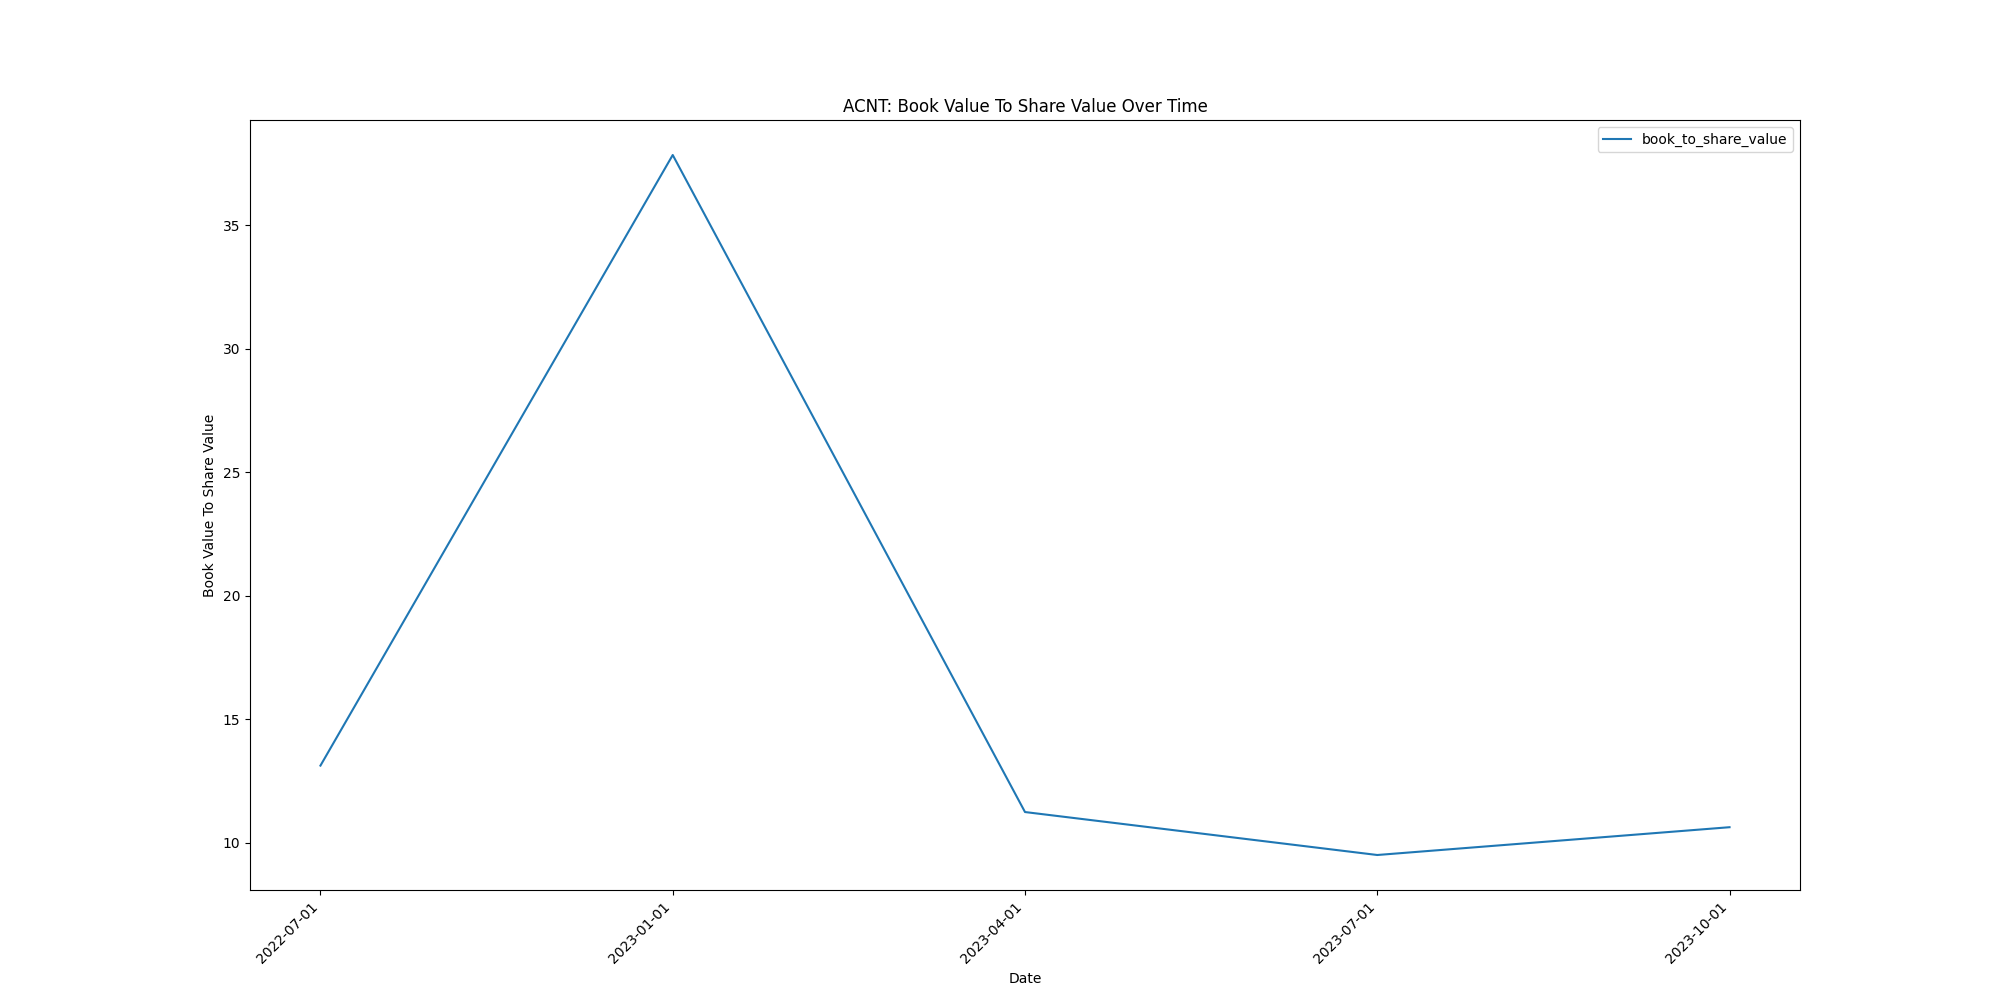 ACNT: Book Value To Share Value Over Time
book_to_share_value
Book Value To Share Value
35
30
25
20
15
10
2022-07-01
2023-01-01
2023-04-01
2023-07-01
2023-10-01
Date